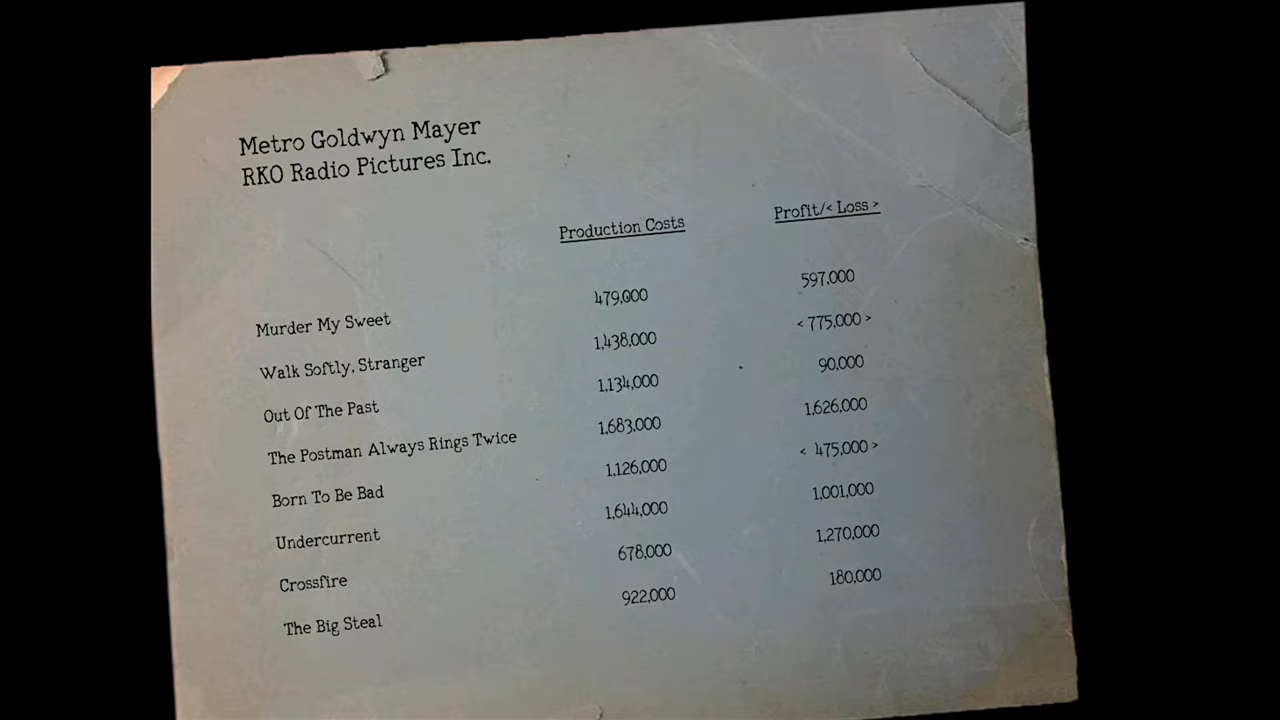 Metro Goldwyn Mayer
RKO Radio Pictures Inc.
Production Costs Profit/< Loss >
Murder My Sweet 479,000 597,000
Walk Softly, Stranger 1,438,000 < 775,000 >
Out Of The Past 1,134,000 90,000
The Postman Always Rings Twice 1,683,000 1,626,000
Born To Be Bad 1,126,000 < 475,000 >
Undercurrent 1,644,000 1,001,000
Crossfire 678,000 1,270,000
The Big Steal 922,000 180,000